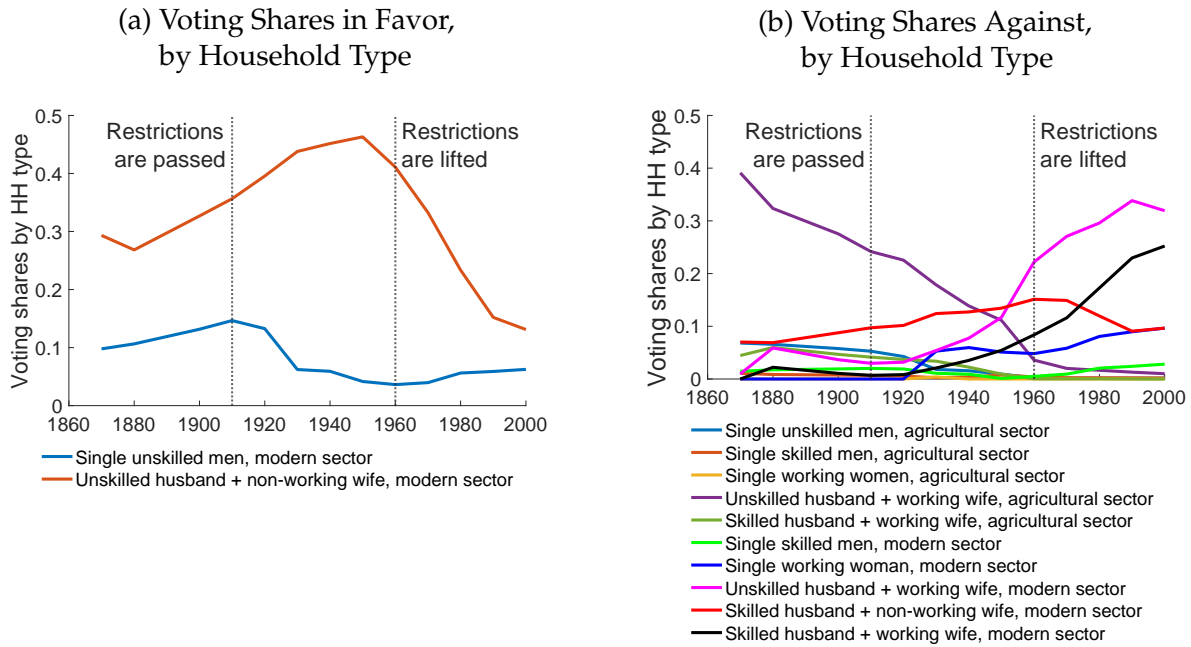 (a) Voting Shares in Favor,
by Household Type
Voting shares by HH type
0.5
0.4
0.3
0.2
0.1
0
Restrictions
are passed
Restrictions
are lifted
1860 1880 1900 1920 1940 1960 1980 2000
Single unskilled men, modern sector
Unskilled husband + non-working wife, modern sector
(b) Voting Shares Against,
by Household Type
Voting shares by HH type
0.5
0.4
0.3
0.2
0.1
0
Restrictions
are passed
Restrictions
are lifted
1860 1880 1900 1920 1940 1960 1980 2000
Single unskilled men, agricultural sector
Single skilled men, agricultural sector
Single working women, agricultural sector
Unskilled husband + working wife, agricultural sector
Skilled husband + working wife, agricultural sector
Single skilled men, modern sector
Single working woman, modern sector
Unskilled husband + working wife, modern sector
Skilled husband + non-working wife, modern sector
Skilled husband + working wife, modern sector